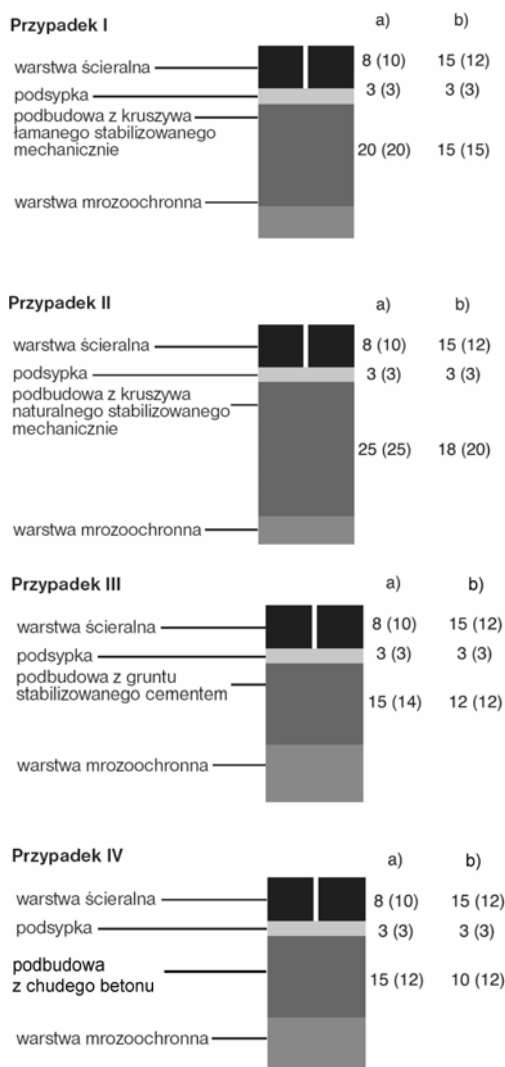 Przypadek I
a) b)
warstwa ścieralna 8 (10) 15 (12)
podsypka 3 (3) 3 (3)
podbudowa z kruszywa
łamanego stabilizowanego
mechanicznie 20 (20) 15 (15)
warstwa mrozoochronna
Przypadek II
a) b)
warstwa ścieralna 8 (10) 15 (12)
podsypka 3 (3) 3 (3)
podbudowa z kruszywa
naturalnego stabilizowanego
mechanicznie
25 (25) 18 (20)
warstwa mrozoochronna
Przypadek III a) b)
warstwa ścieralna 8 (10) 15 (12)
podsypka 3 (3) 3 (3)
podbudowa z gruntu
stabilizowanego cementem
15 (14) 12 (12)
warstwa mrozoochronna
Przypadek IV
a) b)
warstwa ścieralna 8 (10) 15 (12)
podsypka 3 (3) 3 (3)
podbudowa
z chudego betonu 15 (12) 10 (12)
warstwa mrozoochronna